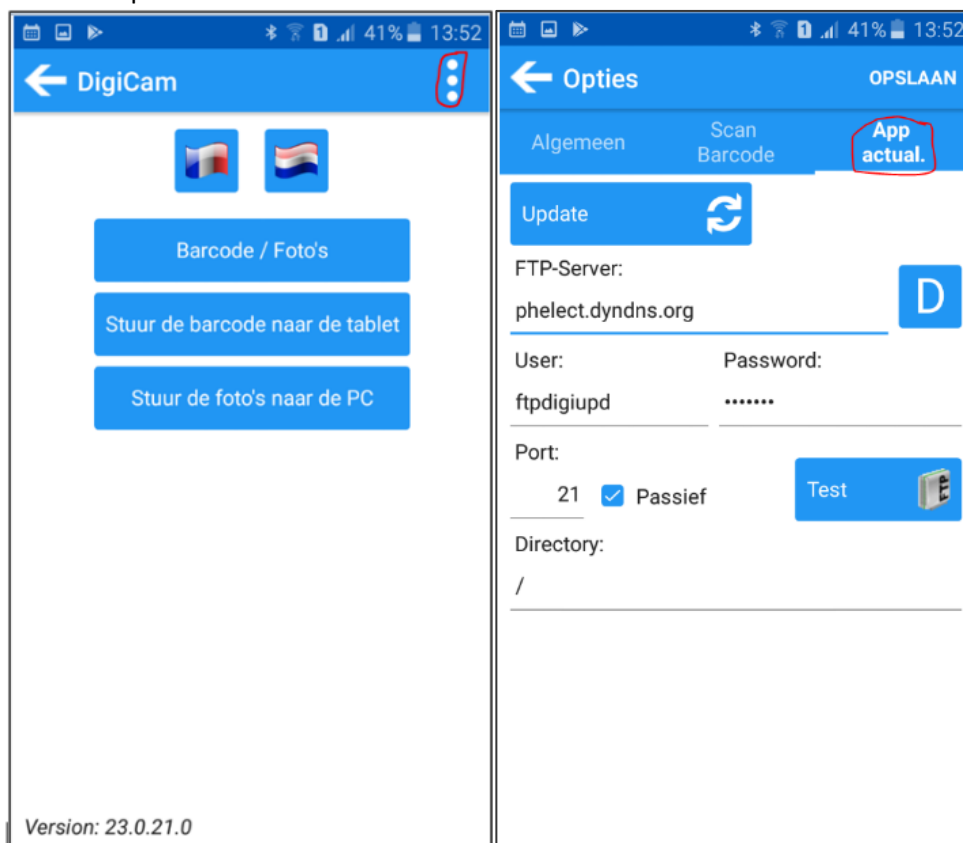 41% 13:52
DigiCam
Barcode / Foto's
Stuur de barcode naar de tablet
Stuur de foto's naar de PC
Version: 23.0.21.0
1 41% 13:52
Opties OPSLAAN
Algemeen
Scan
Barcode
App
actual.
Update
FTP-Server:
phelect.dyndns.org
D
User: Password:
ftpdigiupd •••••••
Port:
21 Passief
Test FTP
Directory:
/